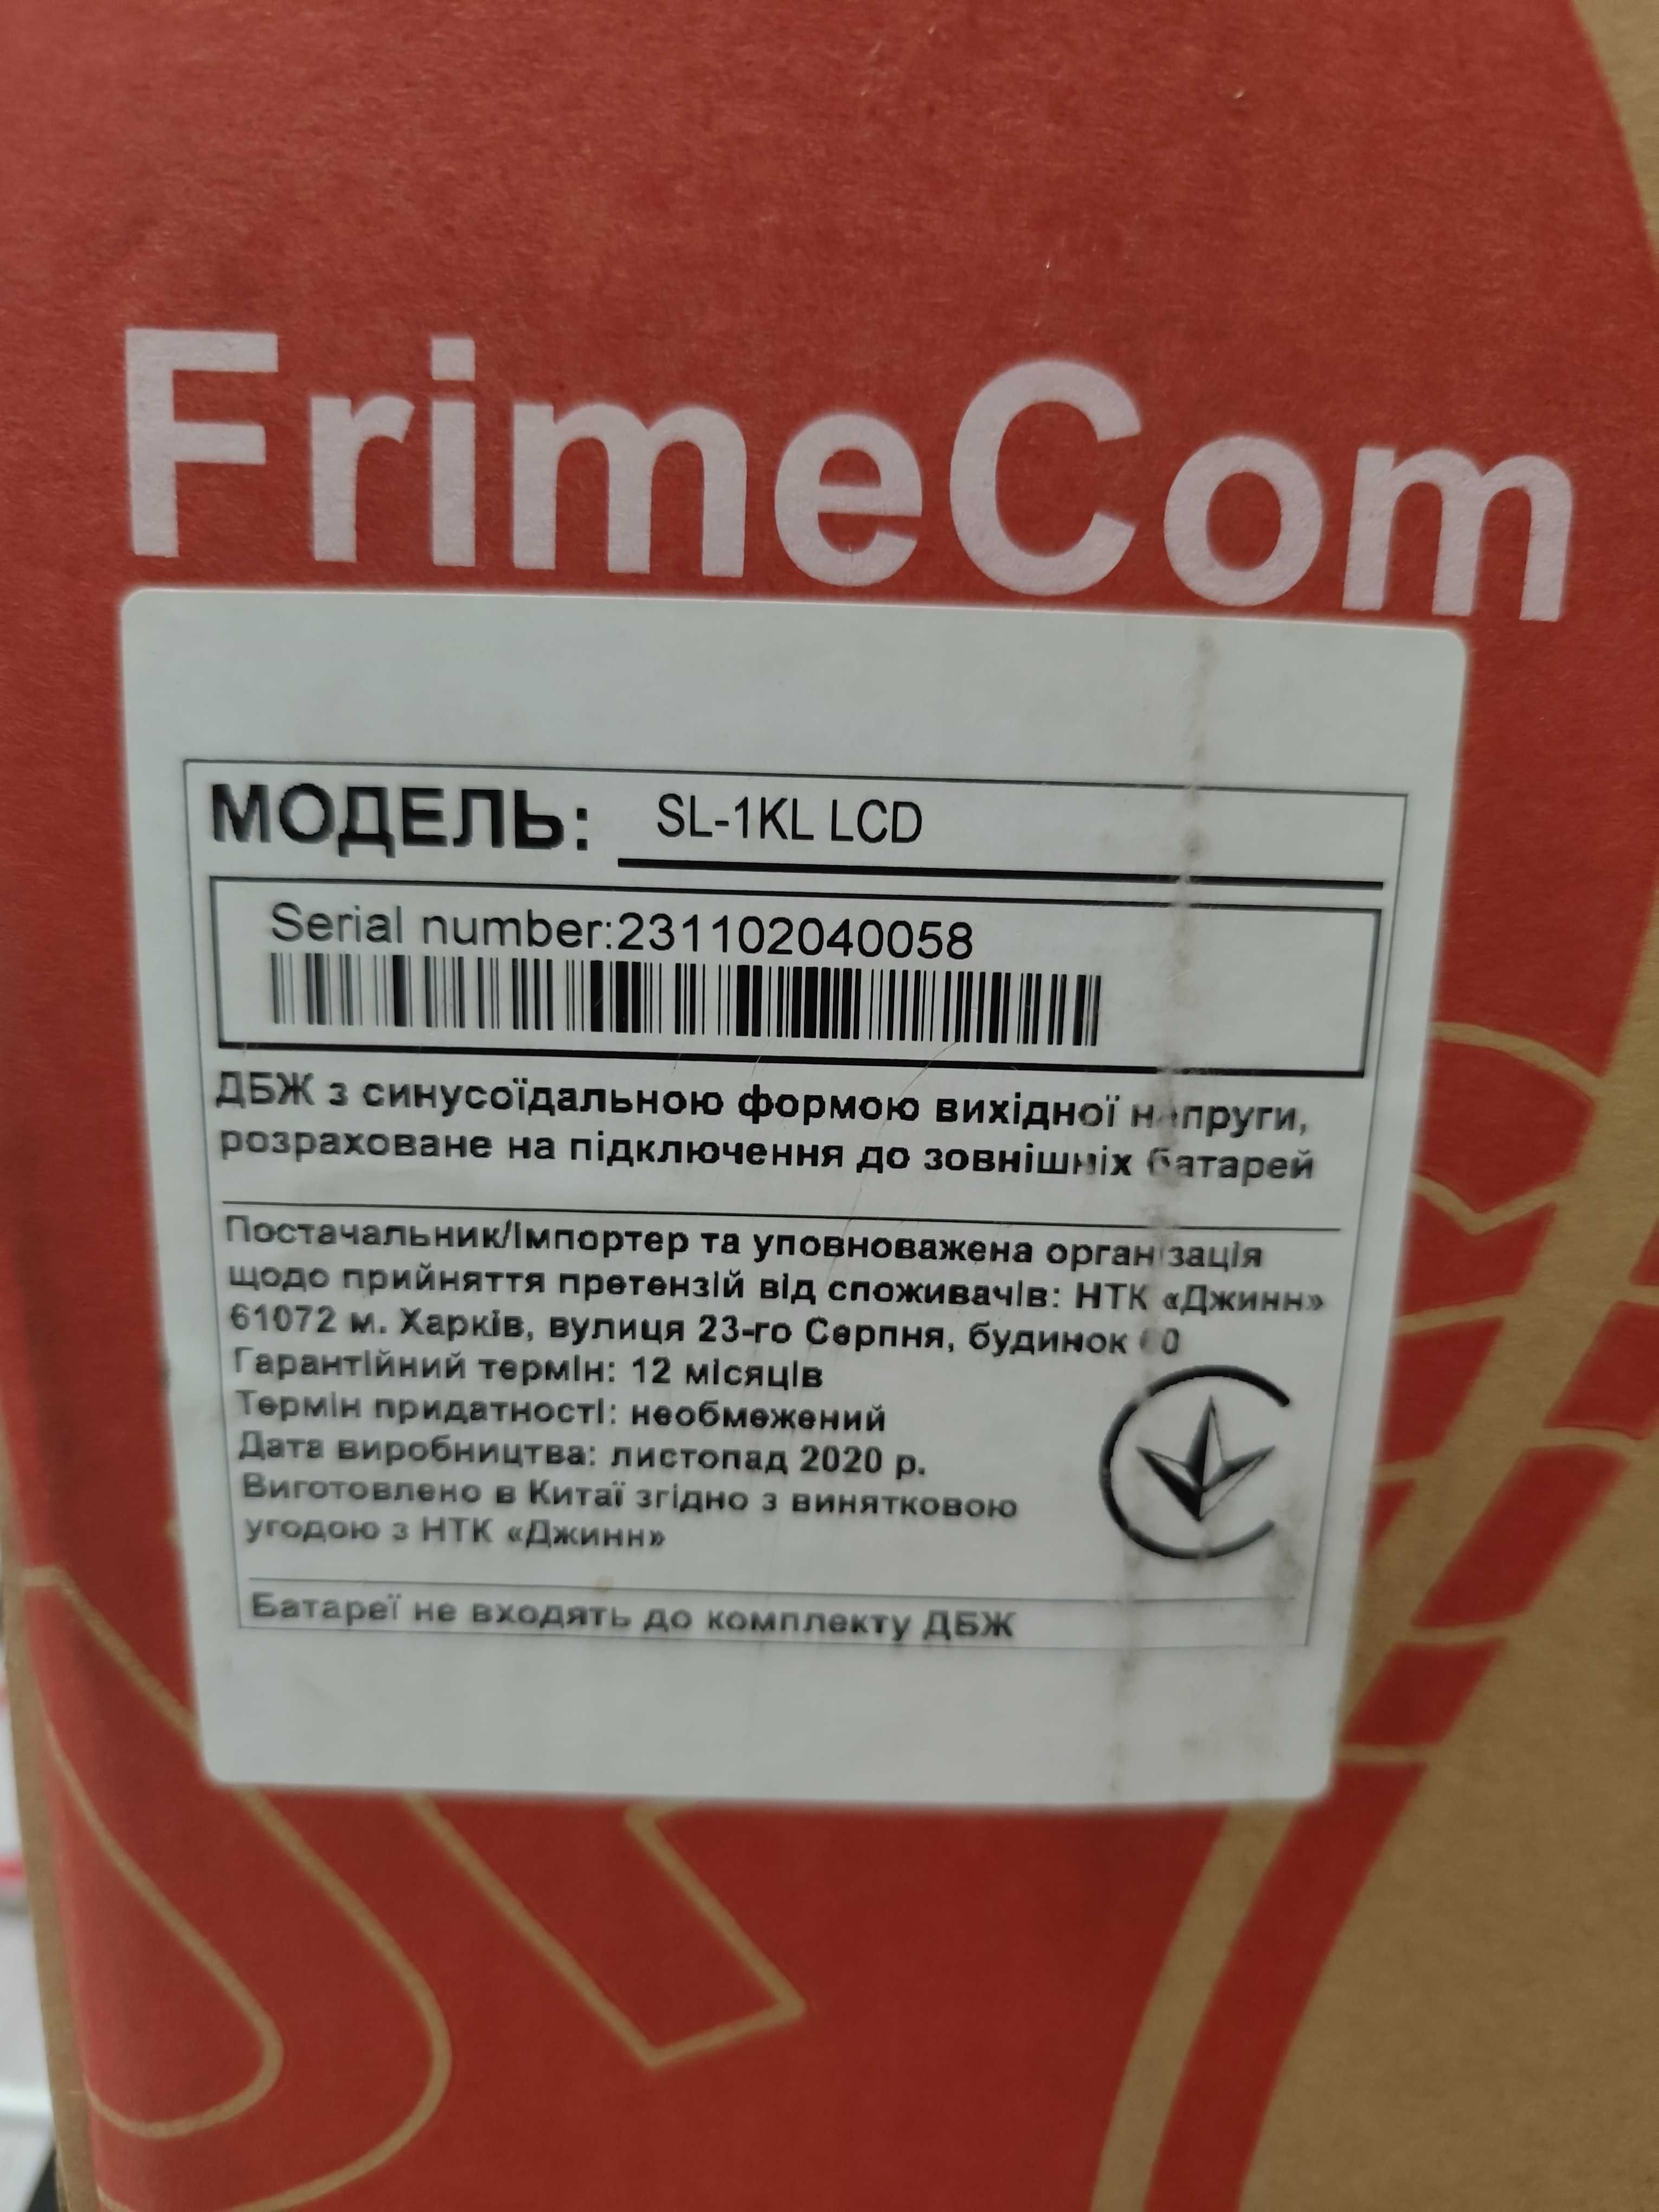 FrimeCom
МОДЕЛЬ: SL-1KL LCD
Serial number:231102040058
ДБЖ з синусоїдальною формою вихідної напруги,
розраховане на підключення до зовнішніх батарей
Постачальник/Імпортер та уповноважена організація
щодо прийняття претензій від споживачів: НТК «Джинн»
61072 м. Харків, вулиця 23-го Серпня, будинок
Гарантійний термін: 12 місяців
Термін придатності: необмежений
Дата виробництва: листопад 2020 р.
Виготовлено в Китаї згідно з винятковою
угодою з НТК «Джинн»
Батареї не входять до комплекту ДБЖ